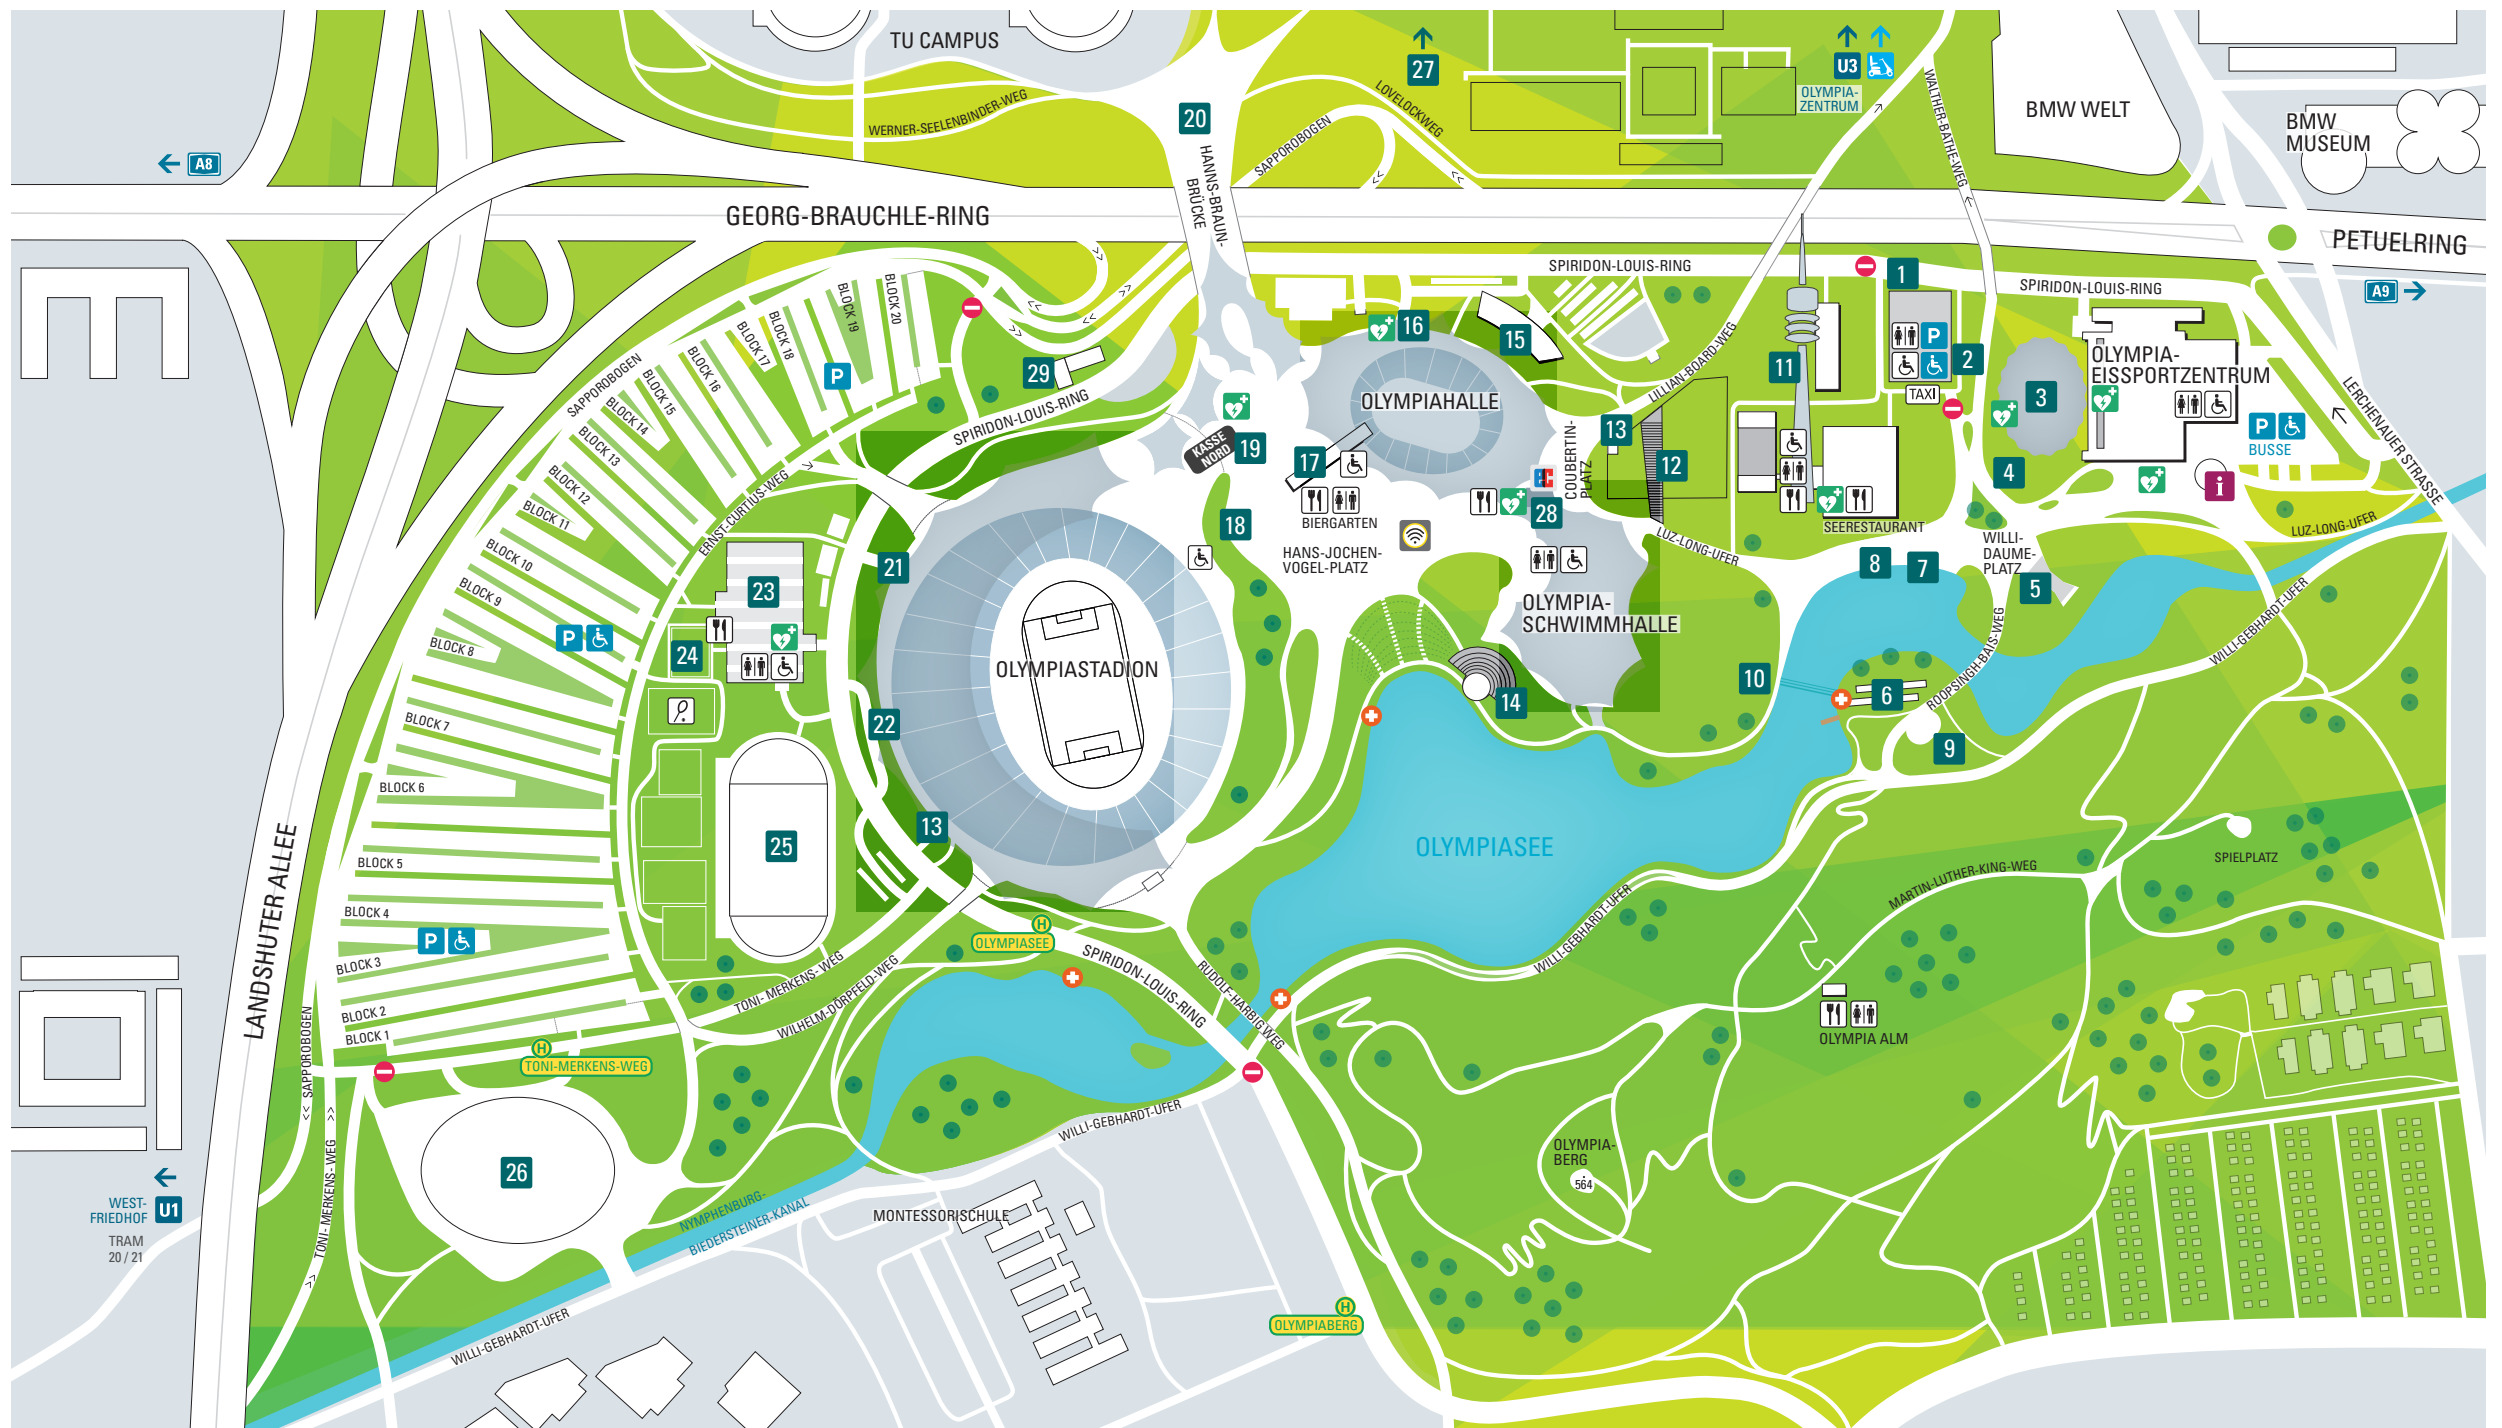 TU CAMPUS
WERNER-SEELENBINDER-WEG
A8
GEORG-BRAUCHLE-RING
20
HANNS-BRAUN-
BRÜCKE
SAPPOROBOGEN
LOVELOCKWEG
27
U3
OLYMPIA-
ZENTRUM
WALTHER-BATHE-WEG
BMW WELT
BMW
MUSEUM
PETUELRING
A9
SPIRIDON-LOUIS-RING
1
SPIRIDON-LOUIS-RING
P
2
TAXI
3
OLYMPIA-
EISSPORTZENTRUM
P
BUSSE
LERCHENAUER STRASSE
i
4
LUZ-LONG-UFER
WILLI-
DAUME-
PLATZ
5
WILLI-GEBHARDT-UFER
ROOPSINGH-BAIS-WEG
6
7
8
9
10
SEERESTAURANT
11
LILLIAN-BOARD-WEG
12
13
LUZ-LONG-UFER
COUBERTIN-
PLATZ
15
16
OLYMPIAHALLE
28
17
BIERGARTEN
HANS-JOCHEN-
VOGEL-PLATZ
OLYMPIA-
SCHWIMMHALLE
14
KASSE
NORD
19
18
29
SPIRIDON-LOUIS-RING
OLYMPIASTADION
21
22
13
23
24
25
ERNST-CURTIUS-WEG
SAPPOROBOGEN
BLOCK 20
BLOCK 19
BLOCK 18
BLOCK 17
BLOCK 16
BLOCK 15
BLOCK 14
BLOCK 13
BLOCK 12
BLOCK 11
BLOCK 10
BLOCK 9
BLOCK 8
BLOCK 7
BLOCK 6
BLOCK 5
BLOCK 4
BLOCK 3
BLOCK 2
BLOCK 1
P
P
P
LANDSHUTER ALLEE
SAPPOROBOGEN
TONI-MERKENS-WEG
H
TONI-MERKENS-WEG
TONI-MERKENS-WEG
WILHELM-DÖRPFELD-WEG
H
OLYMPIASEE
SPIRIDON-LOUIS-RING
RUDOLF-HARBIG WEG
OLYMPIASEE
WILLI-GEBHARDT-UFER
MARTIN-LUTHER-KING-WEG
SPIELPLATZ
OLYMPIA ALM
OLYMPIA-
BERG
564
26
WEST-
FRIEDHOF
U1
TRAM
20 / 21
NYMPHENBURG-
BIEDERSTEINER-KANAL
WILLI-GEBHARDT-UFER
WILLI-GEBHARDT-UFER
MONTESSORISCHULE
H
OLYMPIABERG